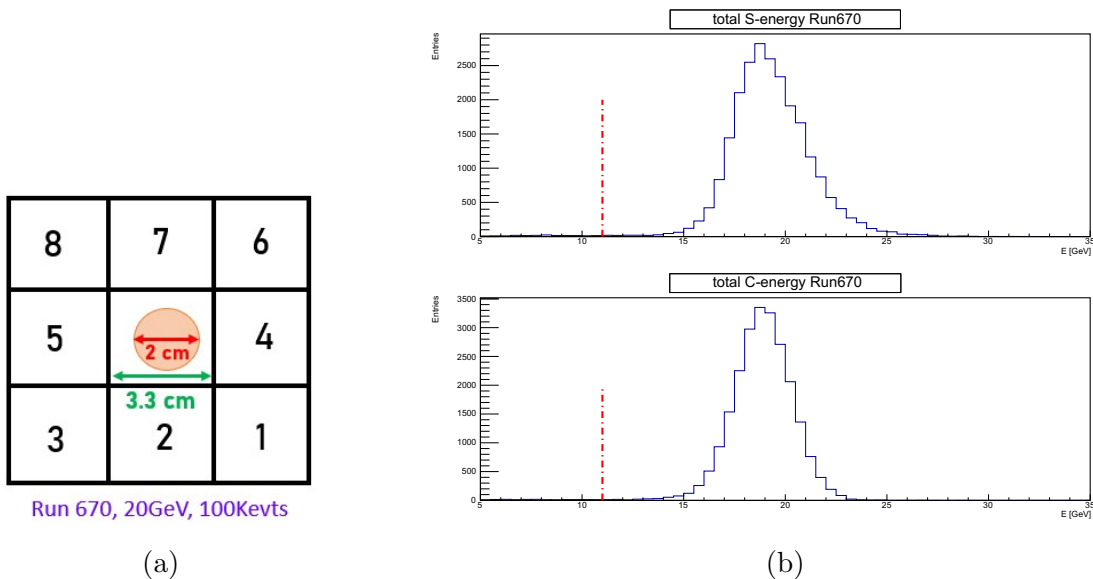 8 7 6
5 4
2 cm
3.3 cm
3 2 1
Run 670, 20GeV, 100Kevts
(a)
total S-energy Run670
Entries
2500
2000
1500
1000
500
0
5 10 15 20 25 30 35
E [GeV]
total C-energy Run670
Entries
3500
3000
2500
2000
1500
1000
500
0
5 10 15 20 25 30 35
E [GeV]
(b)